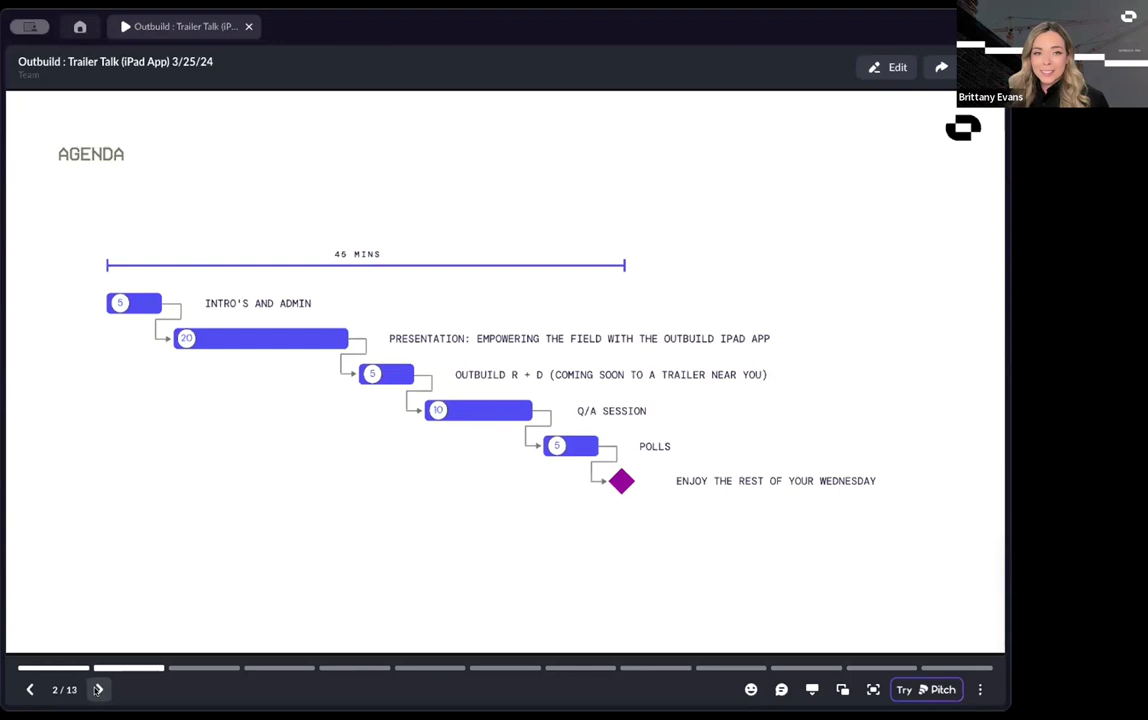 Outbuild : Trailer Talk (iP...
Outbuild : Trailer Talk (iPad App) 3/25/24
Team
Edit
Brittany Evans
AGENDA
45 MINS
5 INTRO'S AND ADMIN
20 PRESENTATION: EMPOWERING THE FIELD WITH THE OUTBUILD IPAD APP
5 OUTBUILD R + D (COMING SOON TO A TRAILER NEAR YOU)
10 Q/A SESSION
5 POLLS
ENJOY THE REST OF YOUR WEDNESDAY
2 / 13
Try Pitch